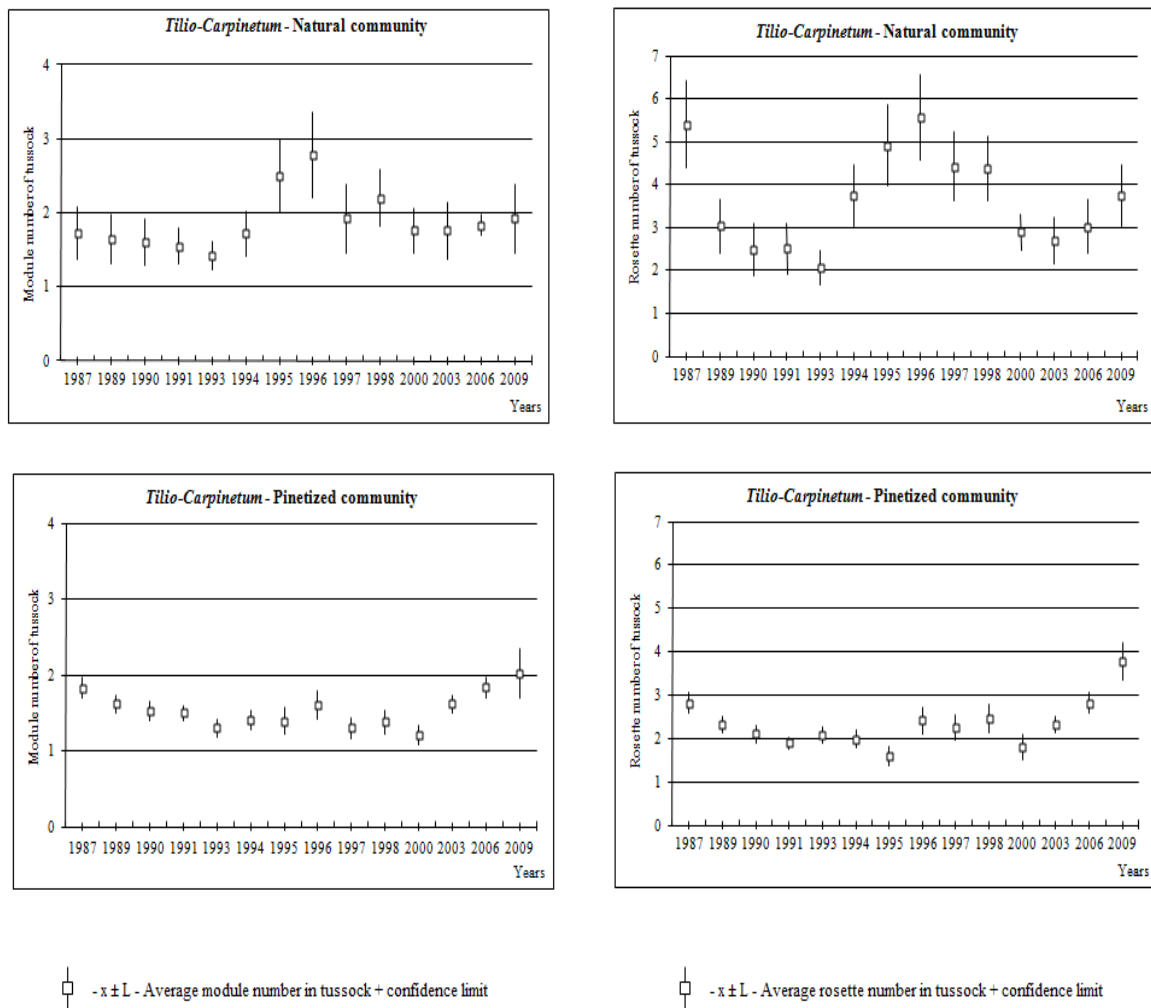 Tilio-Carpinetum - Natural community
Module number of tussock
4
3
2
1
0
1987 1989 1990 1991 1993 1994 1995 1996 1997 1998 2000 2003 2006 2009
Years
Tilio-Carpinetum - Natural community
Rosette number of tussock
7
6
5
4
3
2
1
0
1987 1989 1990 1991 1993 1994 1995 1996 1997 1998 2000 2003 2006 2009
Years
Tilio-Carpinetum - Pinetized community
Module number of tussock
4
3
2
1
0
1987 1989 1990 1991 1993 1994 1995 1996 1997 1998 2000 2003 2006 2009
Years
Tilio-Carpinetum - Pinetized community
Rosette number of tussock
7
6
5
4
3
2
1
0
1987 1989 1990 1991 1993 1994 1995 1996 1997 1998 2000 2003 2006 2009
Years
- x ± L - Average module number in tussock + confidence limit
- x ± L - Average rosette number in tussock + confidence limit